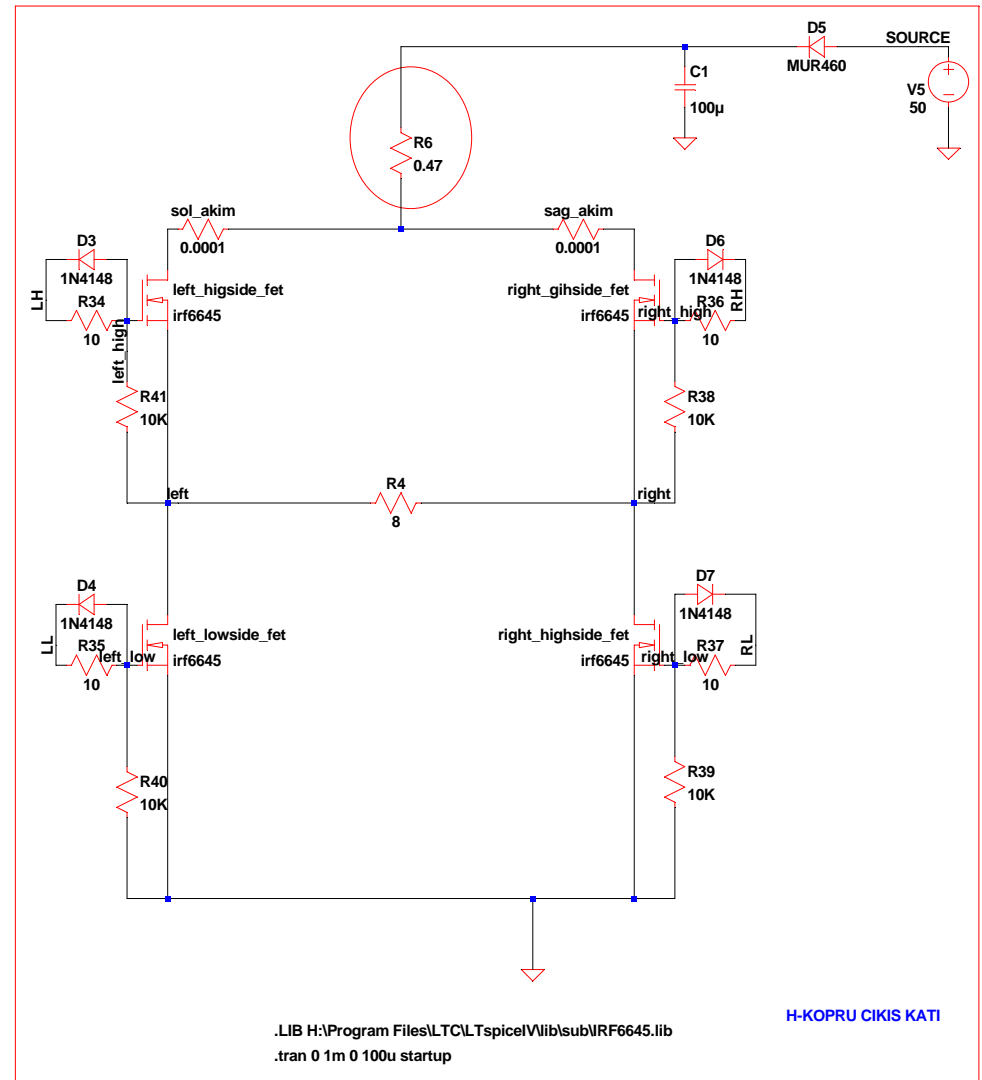 D5
SOURCE
MUR460
C1
100µ
V5
50
R6
0.47
sol_akim
0.0001
sag_akim
0.0001
D3
1N4148
LH
R34
10
left_high
left_higside_fet
irf6645
D6
1N4148
RH
R36
10
right_gihside_fet
right_high
irf6645
R41
10K
R38
10K
left
R4
8
right
D4
1N4148
LL
R35
10
left_low
left_lowside_fet
irf6645
D7
1N4148
RL
R37
10
right_highside_fet
right_low
irf6645
R40
10K
R39
10K
H-KOPRU CIKIS KATI
.LIB H:\Program Files\LTC\LTspiceIV\lib\sub\IRF6645.lib
.tran 0 1m 0 100u startup